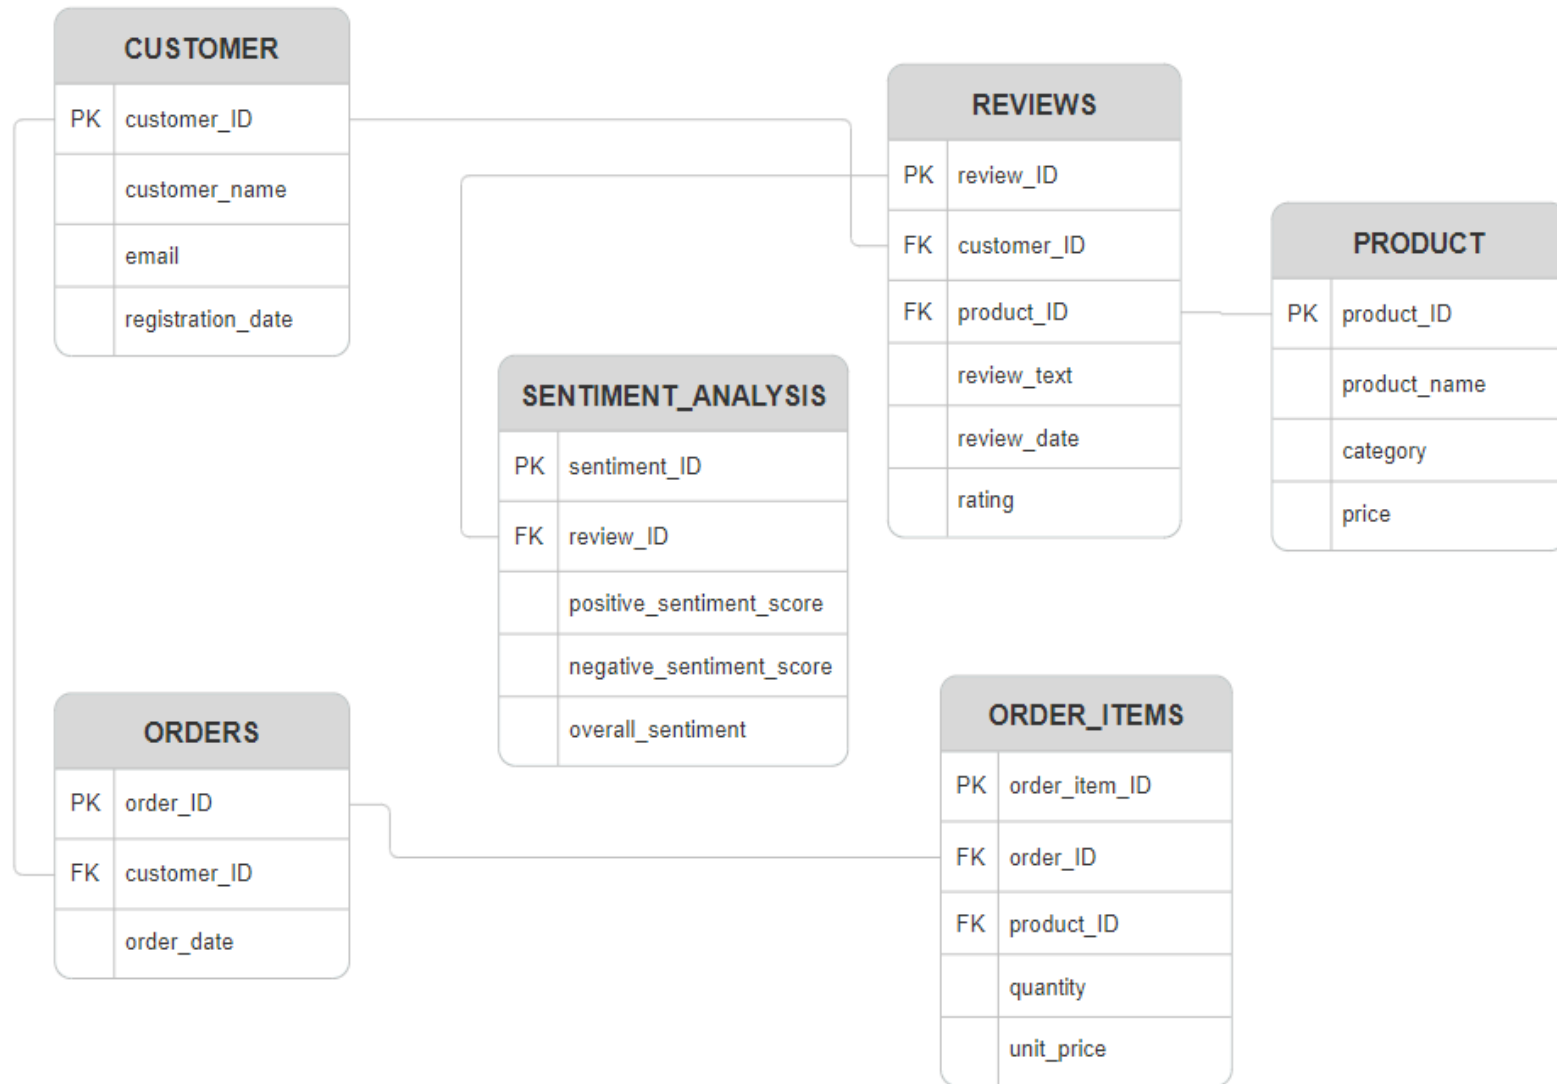 CUSTOMER
PK customer_ID
customer_name
email
registration_date
REVIEWS
PK review_ID
FK customer_ID
FK product_ID
review_text
review_date
rating
PRODUCT
PK product_ID
product_name
category
price
SENTIMENT_ANALYSIS
PK sentiment_ID
FK review_ID
positive_sentiment_score
negative_sentiment_score
overall_sentiment
ORDERS
PK order_ID
FK customer_ID
order_date
ORDER_ITEMS
PK order_item_ID
FK order_ID
FK product_ID
quantity
unit_price